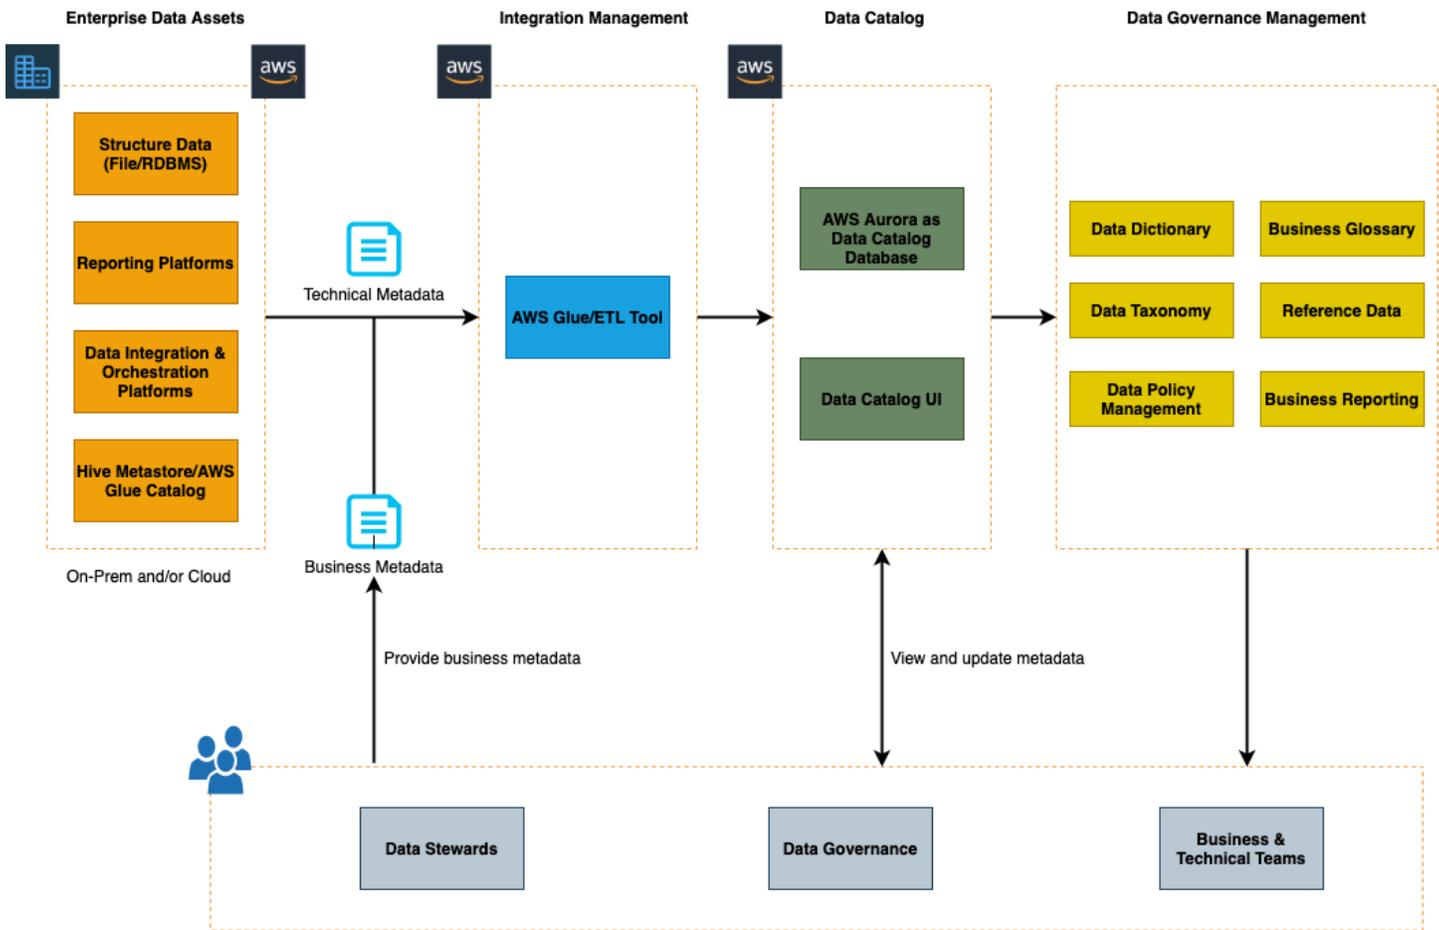 Enterprise Data Assets
Integration Management
Data Catalog
Data Governance Management
aws
aws
aws
Structure Data
(File/RDBMS)
Reporting Platforms
Data Integration &
Orchestration
Platforms
Hive Metastore/AWS
Glue Catalog
On-Prem and/or Cloud
Technical Metadata
Business Metadata
AWS Glue/ETL Tool
AWS Aurora as
Data Catalog
Database
Data Catalog UI
Data Dictionary
Business Glossary
Data Taxonomy
Reference Data
Data Policy
Management
Business Reporting
Provide business metadata
View and update metadata
Data Stewards
Data Governance
Business &
Technical Teams